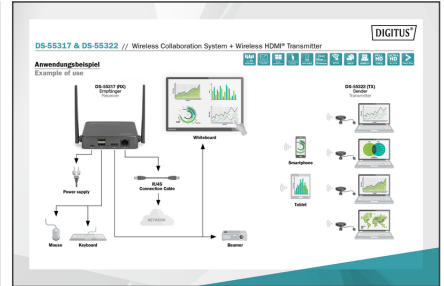 DIGITUS®
DS-55317 & DS-55322 // Wireless Collaboration System + Wireless HDMI® Transmitter
Anwendungsbeispiel
Example of use
DS-55317 (RX)
Empfänger
Receiver
Whiteboard
DS-55322 (TX)
Sender
Transmitter
Smartphone
Tablet
Power supply
RJ45
Connection Cable
NETWORK
Mouse
Keyboard
Beamer